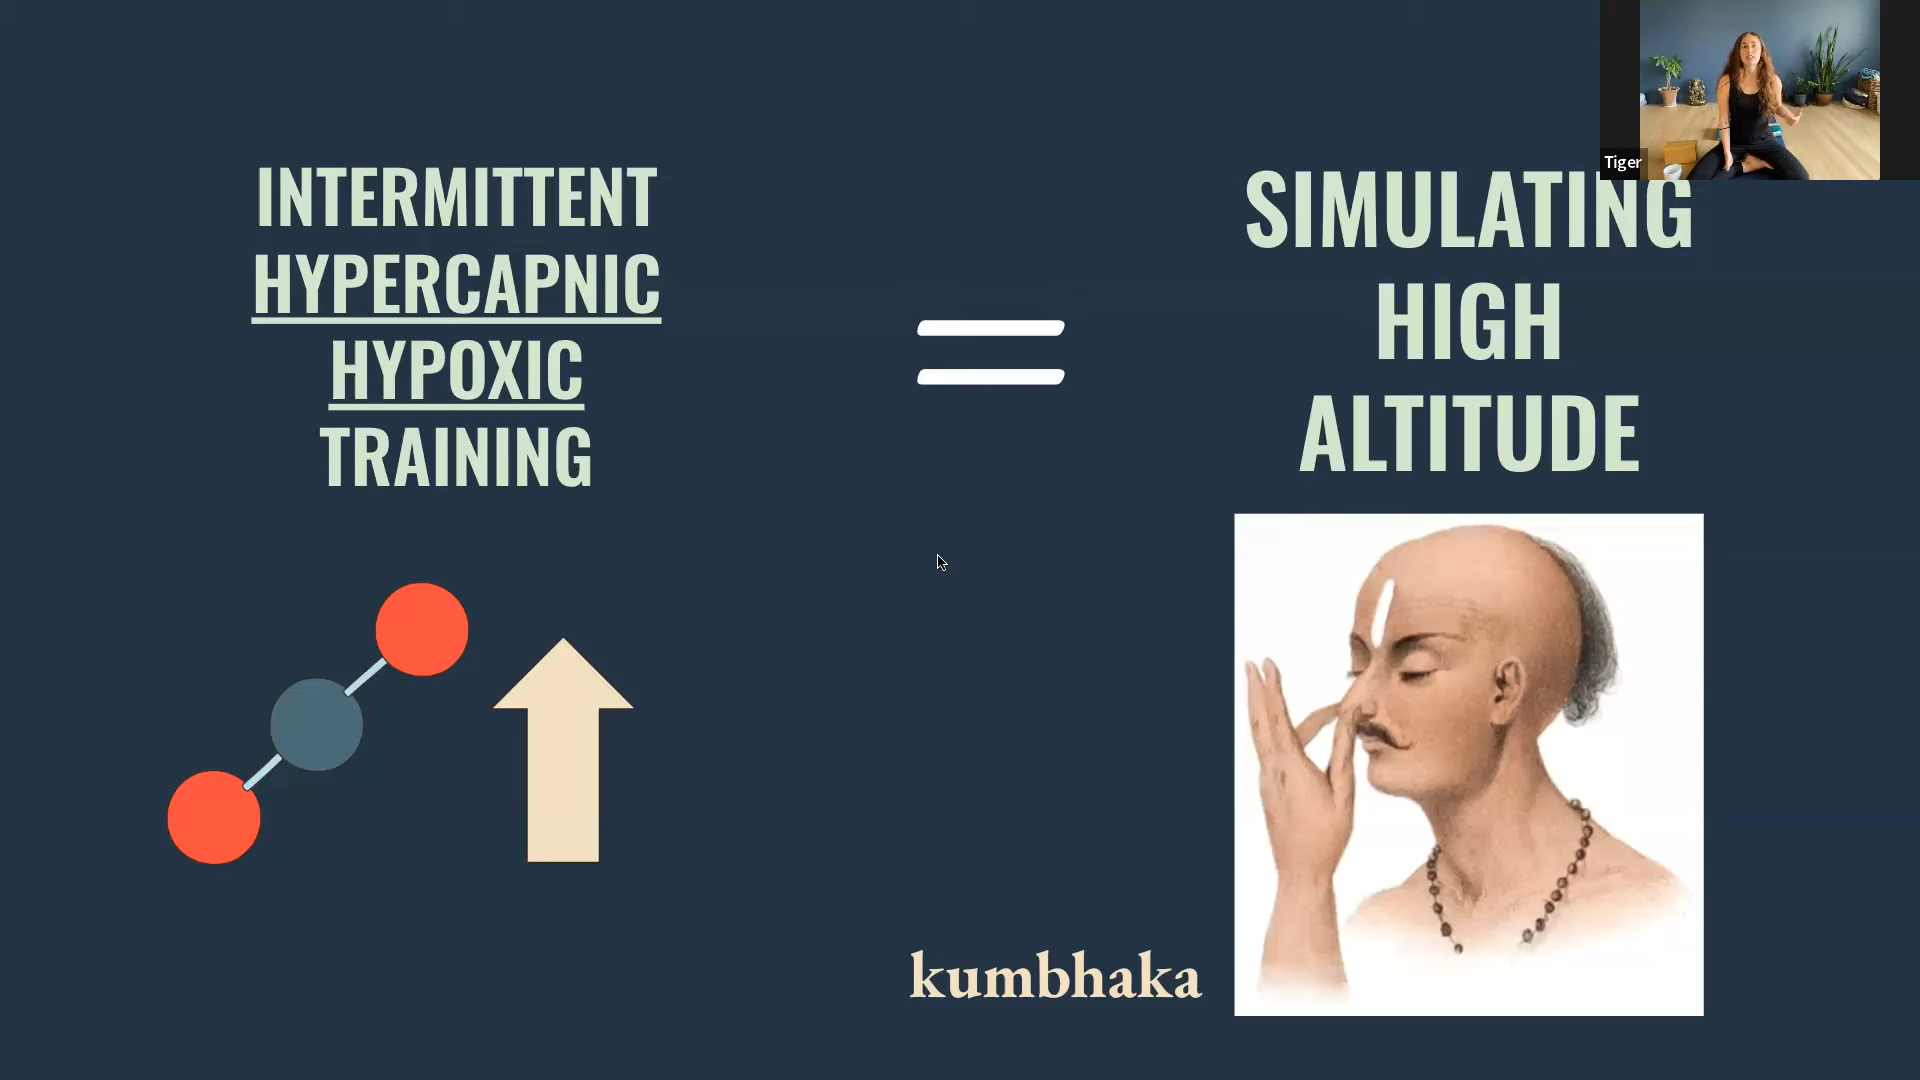 INTERMITTENT
HYPERCAPNIC
HYPOXIC
TRAINING
SIMULATING
HIGH
ALTITUDE
Tiger
kumbhaka